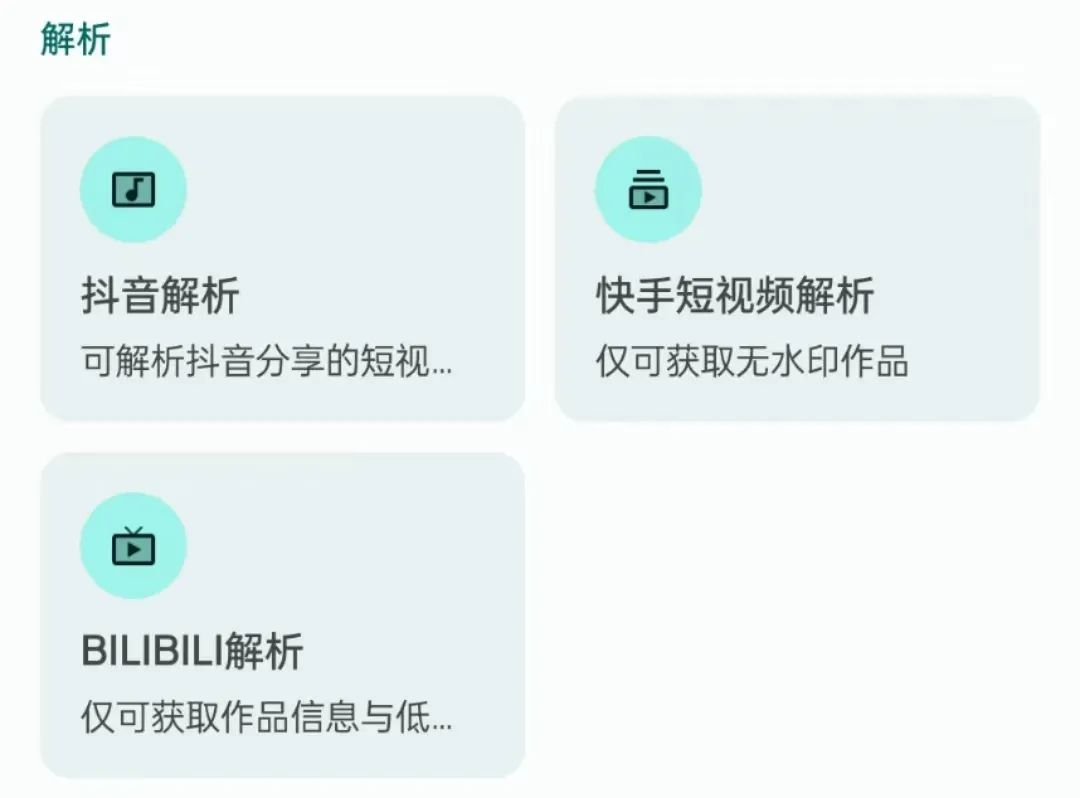 解析
抖音解析
可解析抖音分享的短视...
快手短视频解析
仅可获取无水印作品
BILIBILI解析
仅可获取作品信息与低...